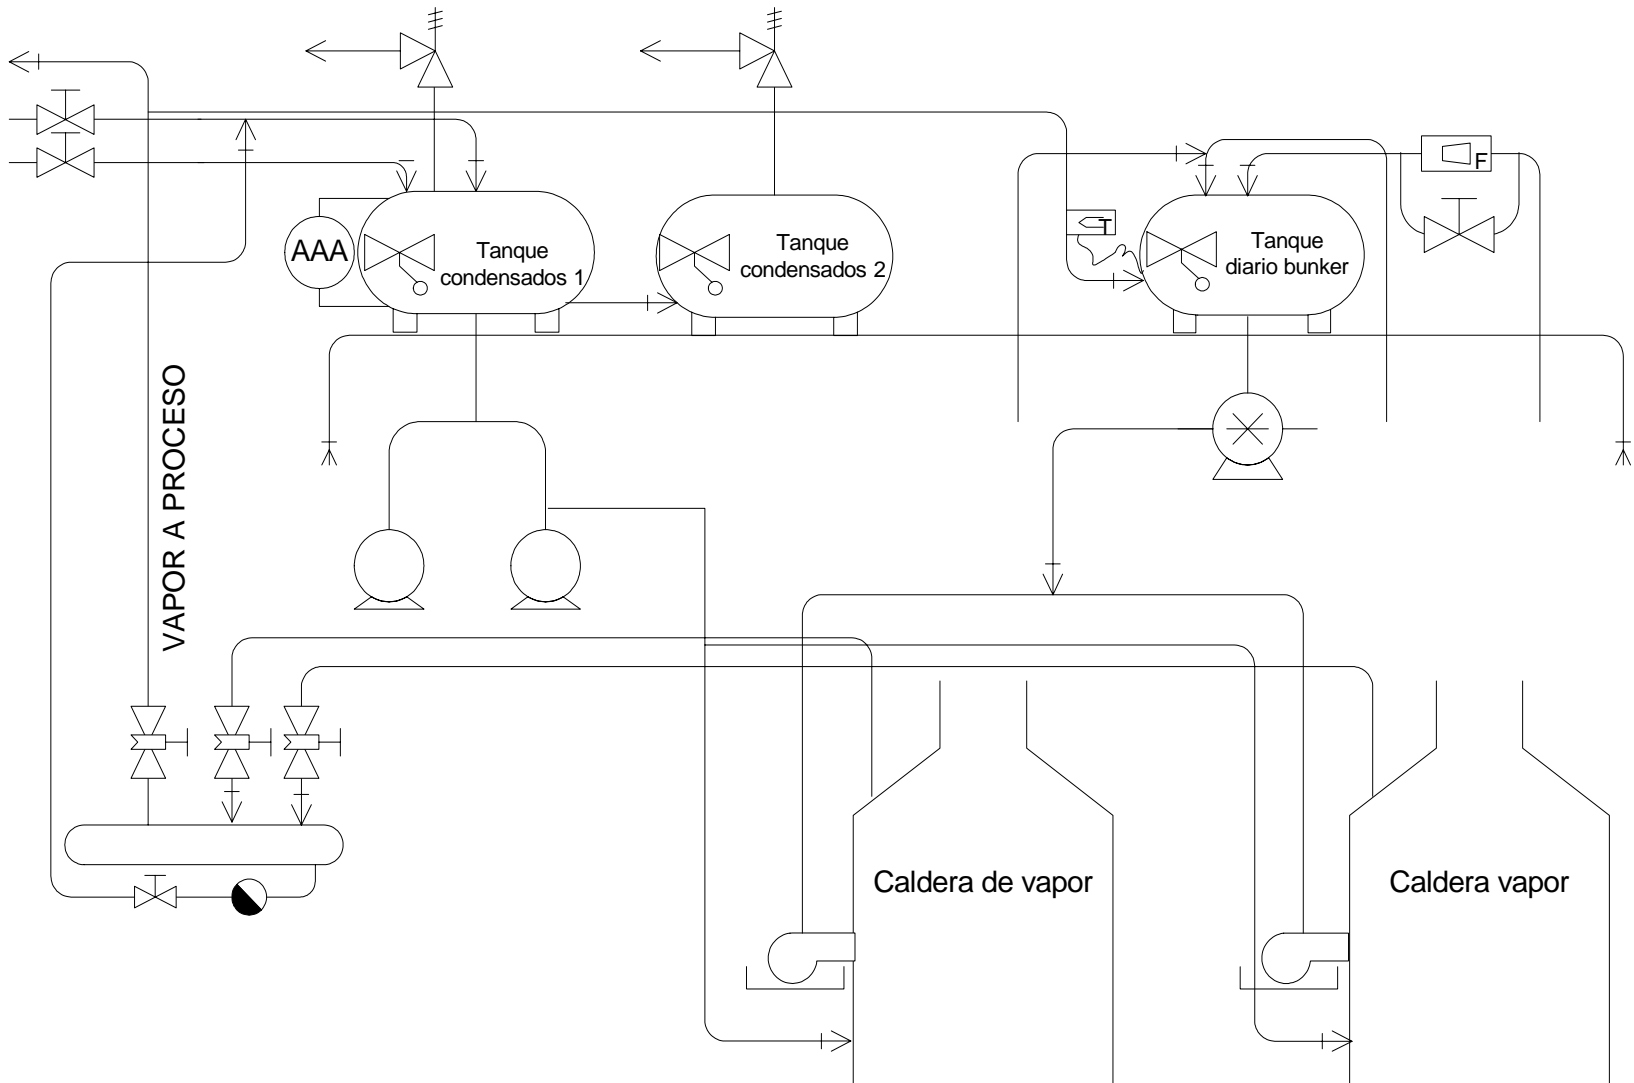 AAA
Tanque
condensados 1
Tanque
condensados 2
T
Tanque
diario bunker
F
VAPOR A PROCESO
Caldera de vapor
Caldera vapor